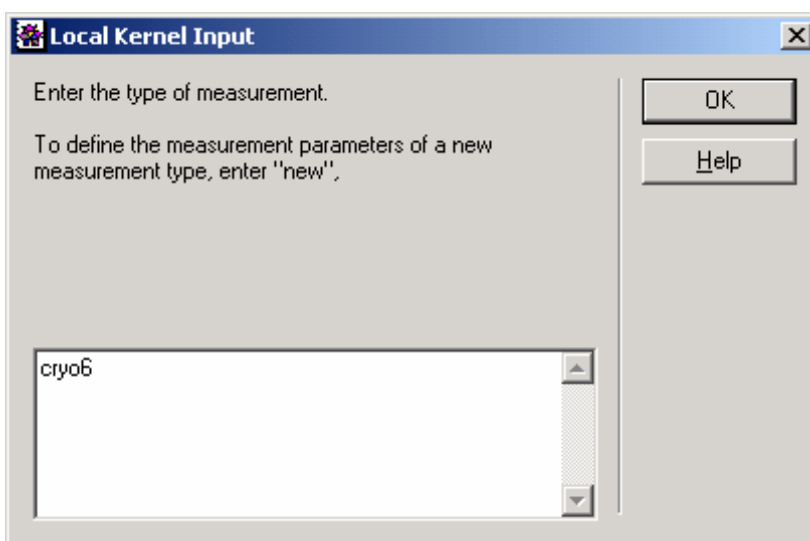 Local Kernel Input
Enter the type of measurement.
To define the measurement parameters of a new
measurement type, enter "new",
OK
Help
cryo6